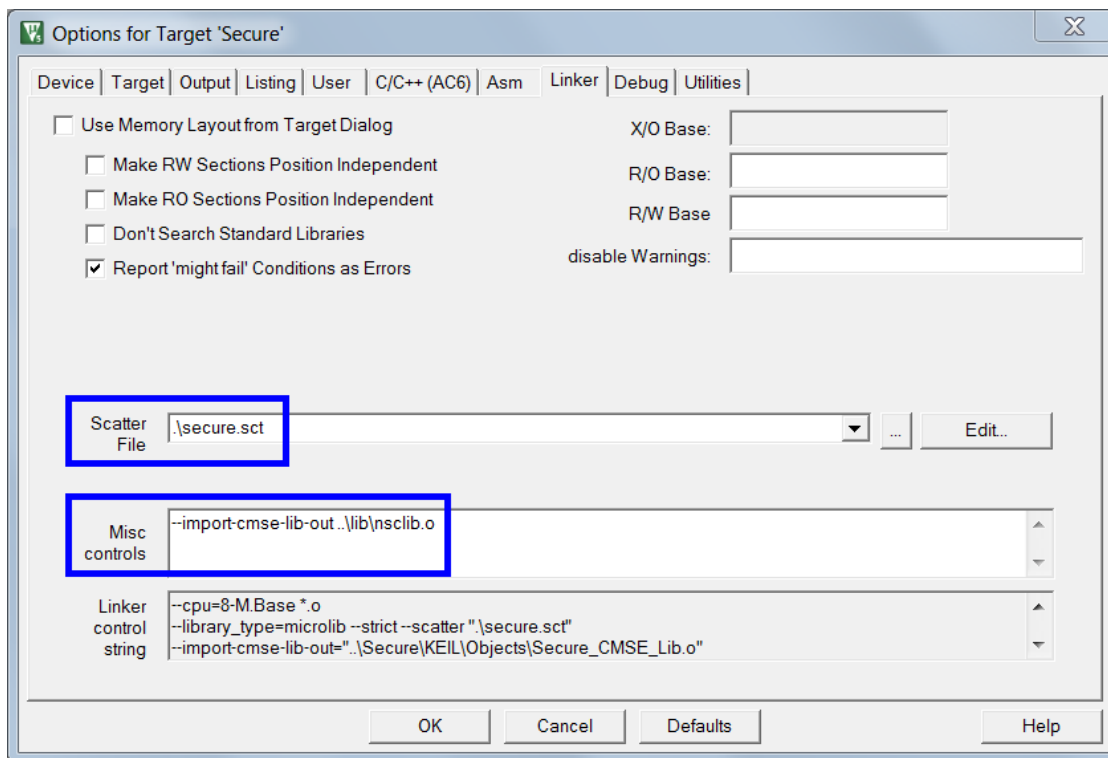 Options for Target 'Secure'
Device Target Output Listing User C/C++ (AC6) Asm Linker Debug Utilities
Use Memory Layout from Target Dialog
X/O Base:
Make RW Sections Position Independent
R/O Base:
Make RO Sections Position Independent
R/W Base
Don't Search Standard Libraries
disable Warnings:
Report 'might fail' Conditions as Errors
Scatter File
.\secure.sct
...
Edit...
Misc controls
--import-cmse-lib-out ..\lib\nsclib.o
Linker control string
--cpu=8-M.Base *.o
--library_type=microlib --strict --scatter ".\secure.sct"
--import-cmse-lib-out="..\Secure\KEIL\Objects\Secure_CMSE_Lib.o"
OK Cancel Defaults Help